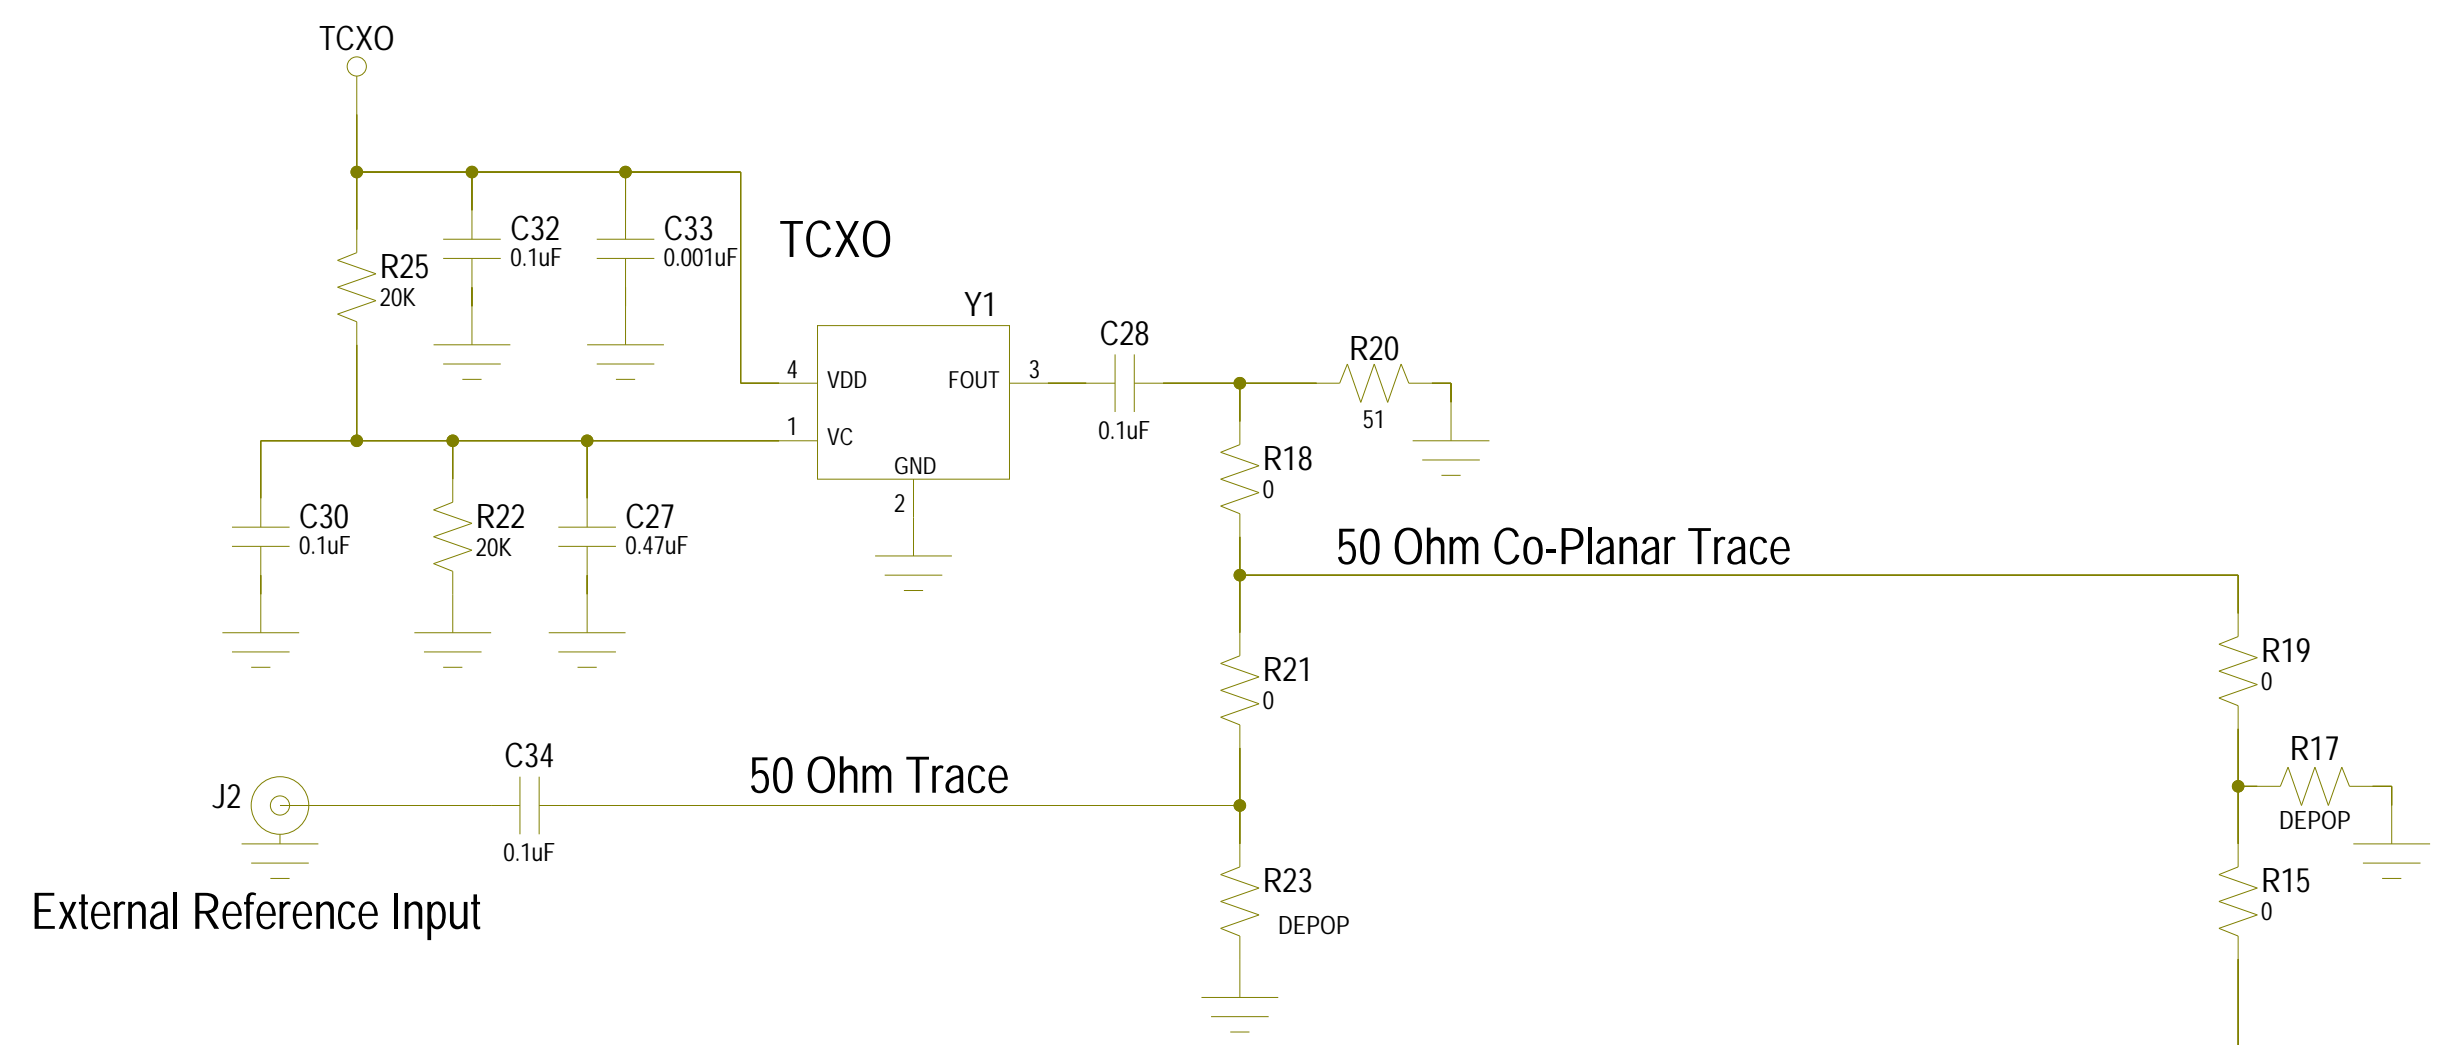 TCXO
C32
0.1uF
C33
0.001uF
TCXO
R25
20K
Y1
4
VDD
FOUT
3
1
VC
GND
2
C28
0.1uF
R20
51
R18
0
C30
0.1uF
R22
20K
C27
0.47uF
50 Ohm Co-Planar Trace
R21
0
R19
0
C34
0.1uF
50 Ohm Trace
J2
R17
DEPOP
External Reference Input
R23
DEPOP
R15
0